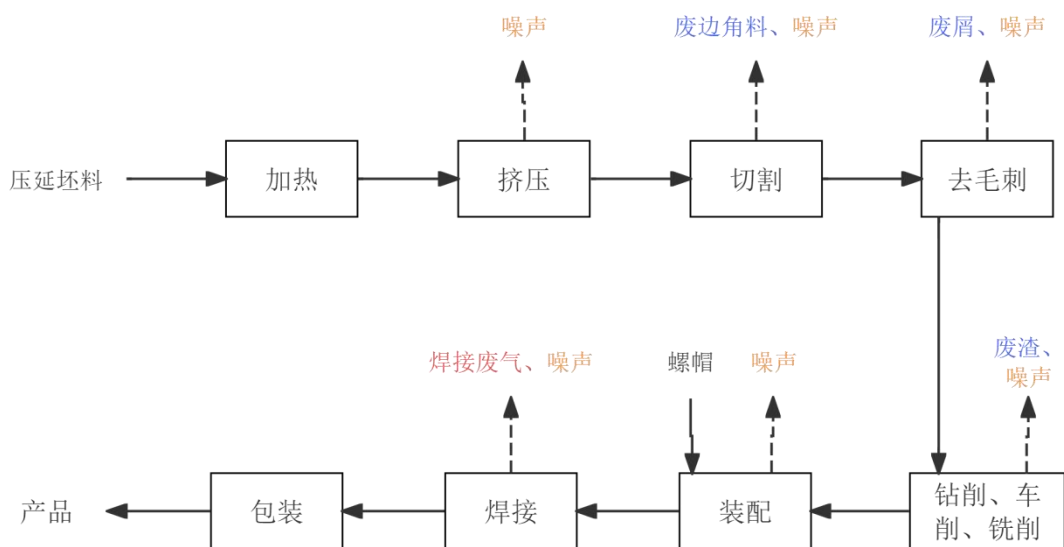 噪声
废边角料、噪声
废屑、噪声
压延坯料
加热
挤压
切割
去毛刺
焊接废气、噪声
螺帽
噪声
废渣、
噪声
产品
包装
焊接
装配
钻削、车
削、铣削